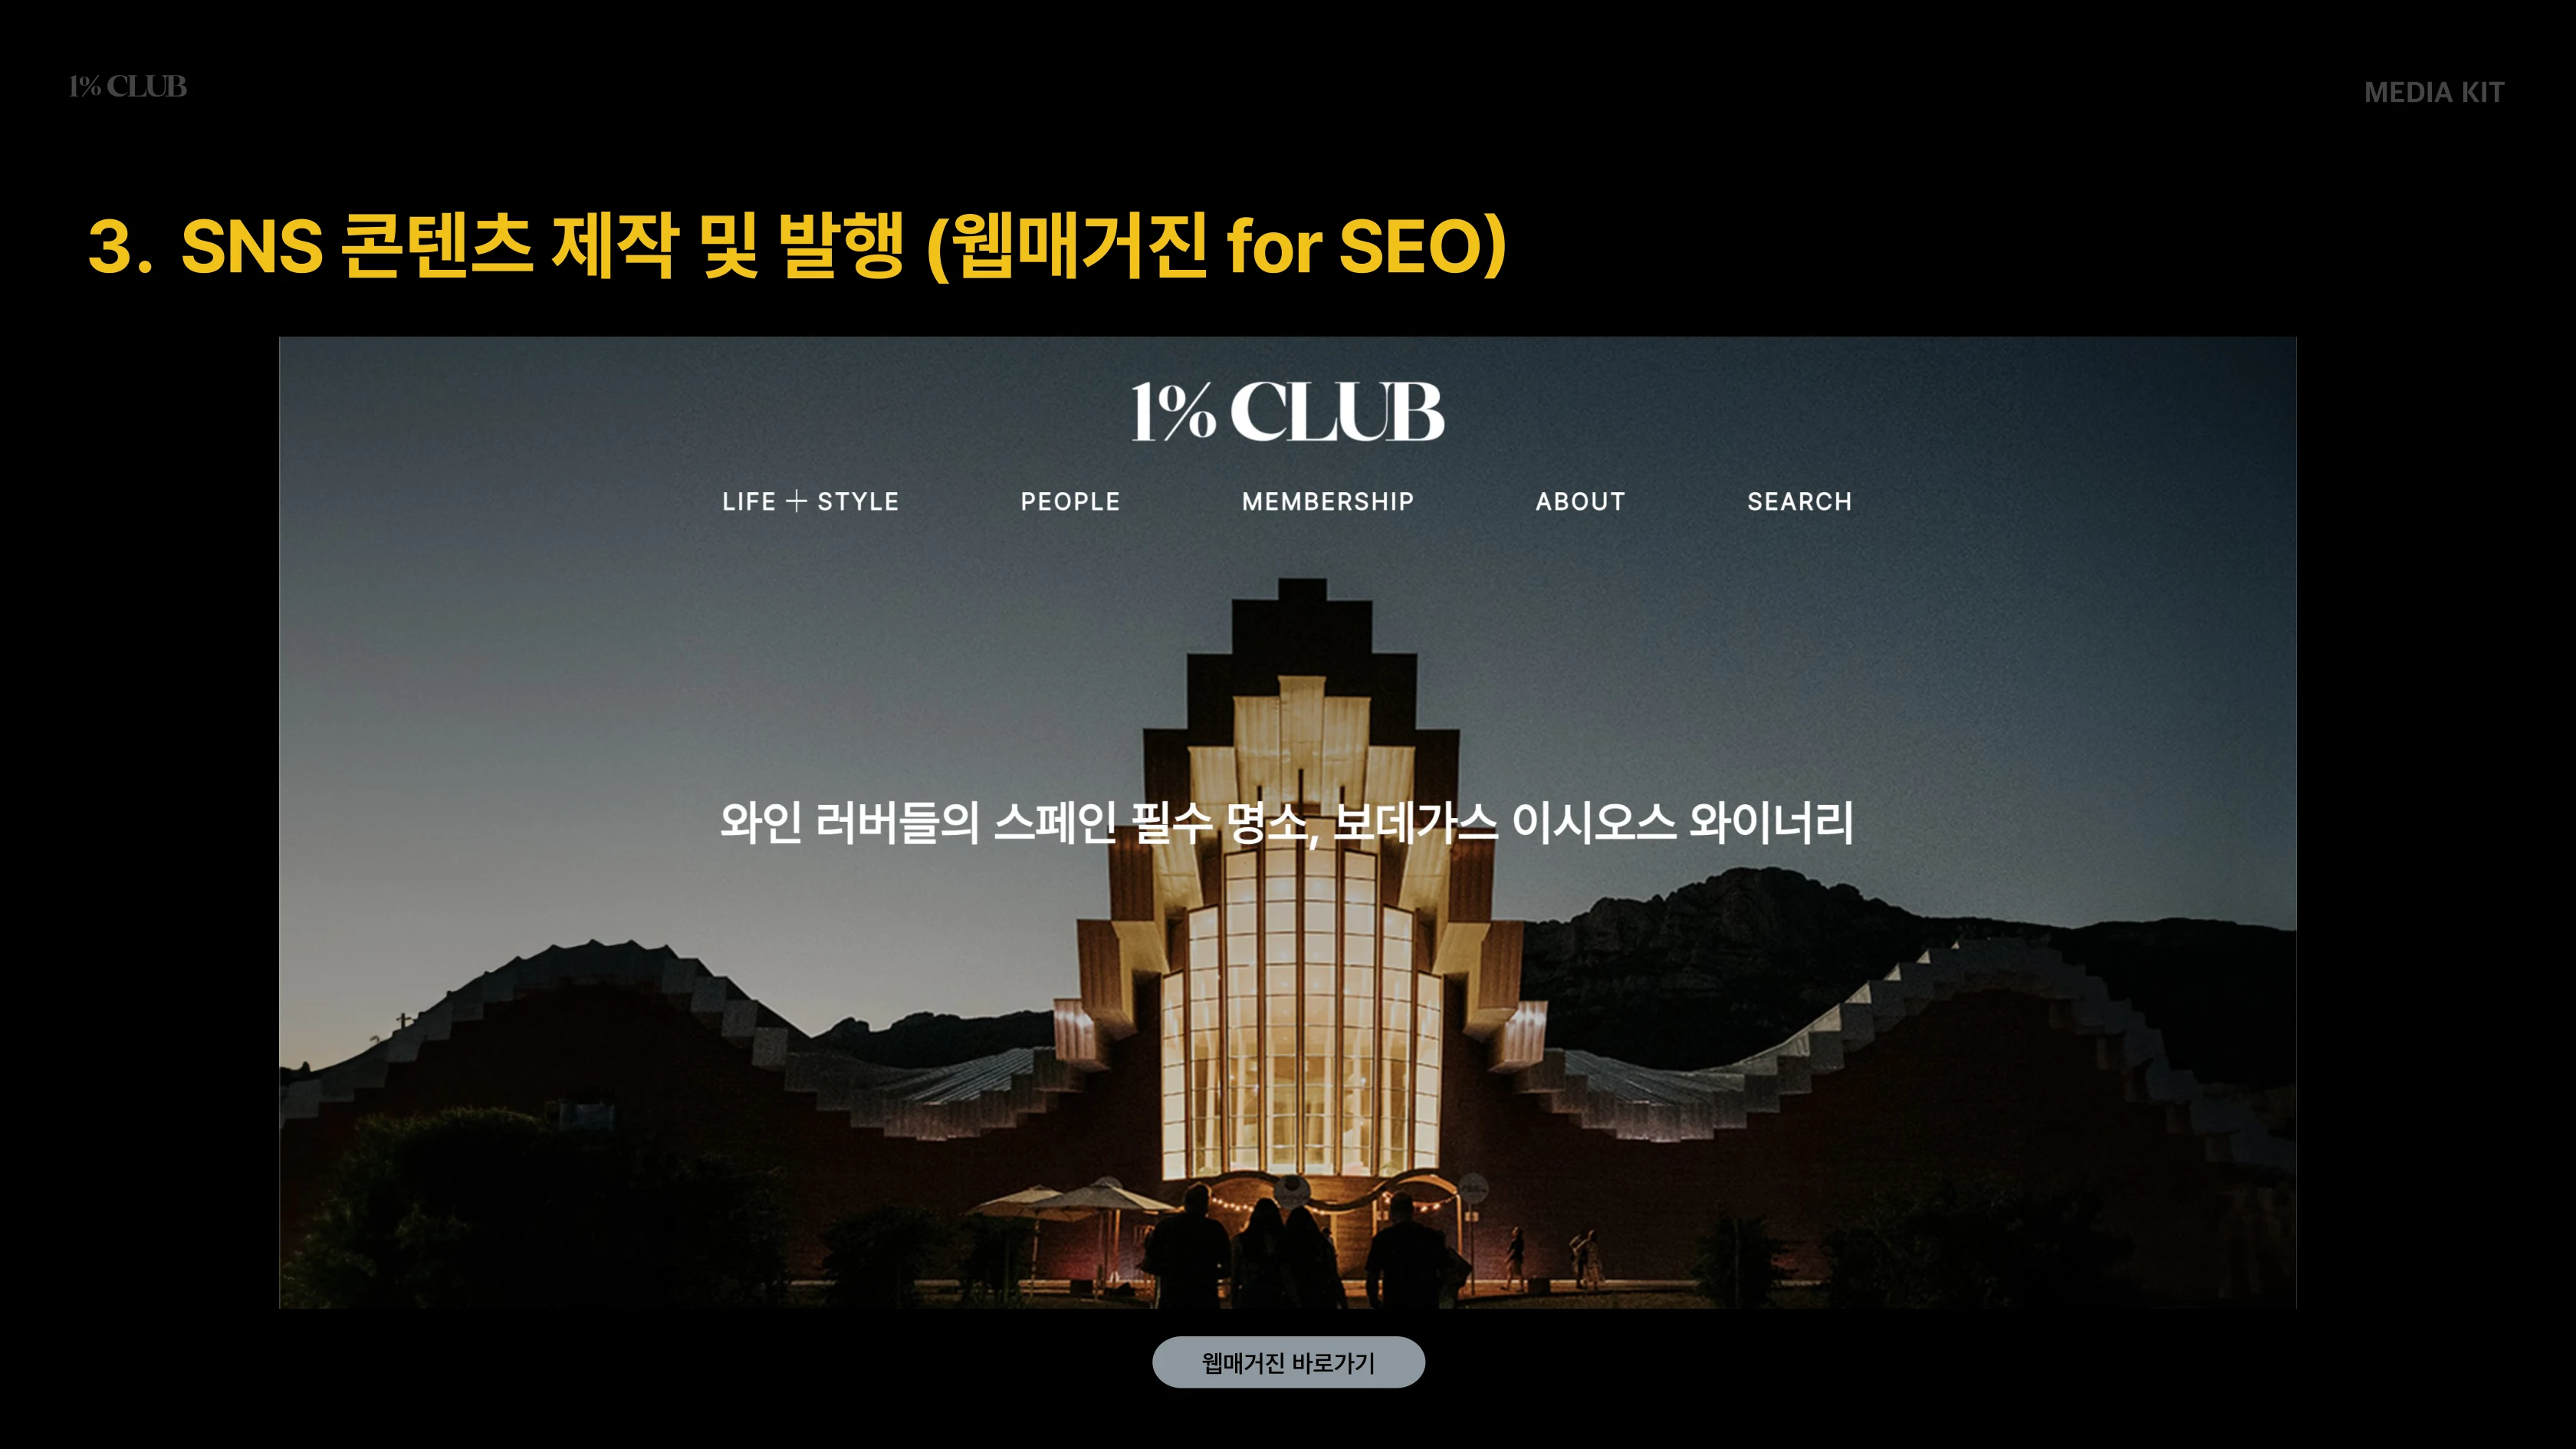 1% CLUB
MEDIA KIT
3. SNS 콘텐츠 제작 및 발행 (웹매거진 for SEO)
1% CLUB
LIFE + STYLE PEOPLE MEMBERSHIP ABOUT SEARCH
와인 러버들의 스페인 필수 명소, 보데가스 이시오스 와이너리
웹매거진 바로가기